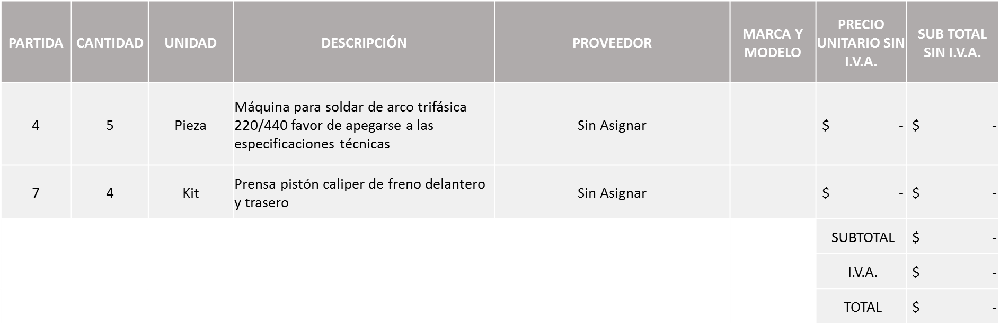 PARTIDA CANTIDAD UNIDAD DESCRIPCIÓN PROVEEDOR MARCA Y MODELO PRECIO UNITARIO SIN I.V.A. SUB TOTAL SIN I.V.A.
4 5 Pieza Máquina para soldar de arco trifásica
220/440 favor de apegarse a las
especificaciones técnicas
Sin Asignar $ - $ -
7 4 Kit Prensa pistón caliper de freno delantero
y trasero
Sin Asignar $ - $ -
SUBTOTAL $ -
I.V.A. $ -
TOTAL $ -